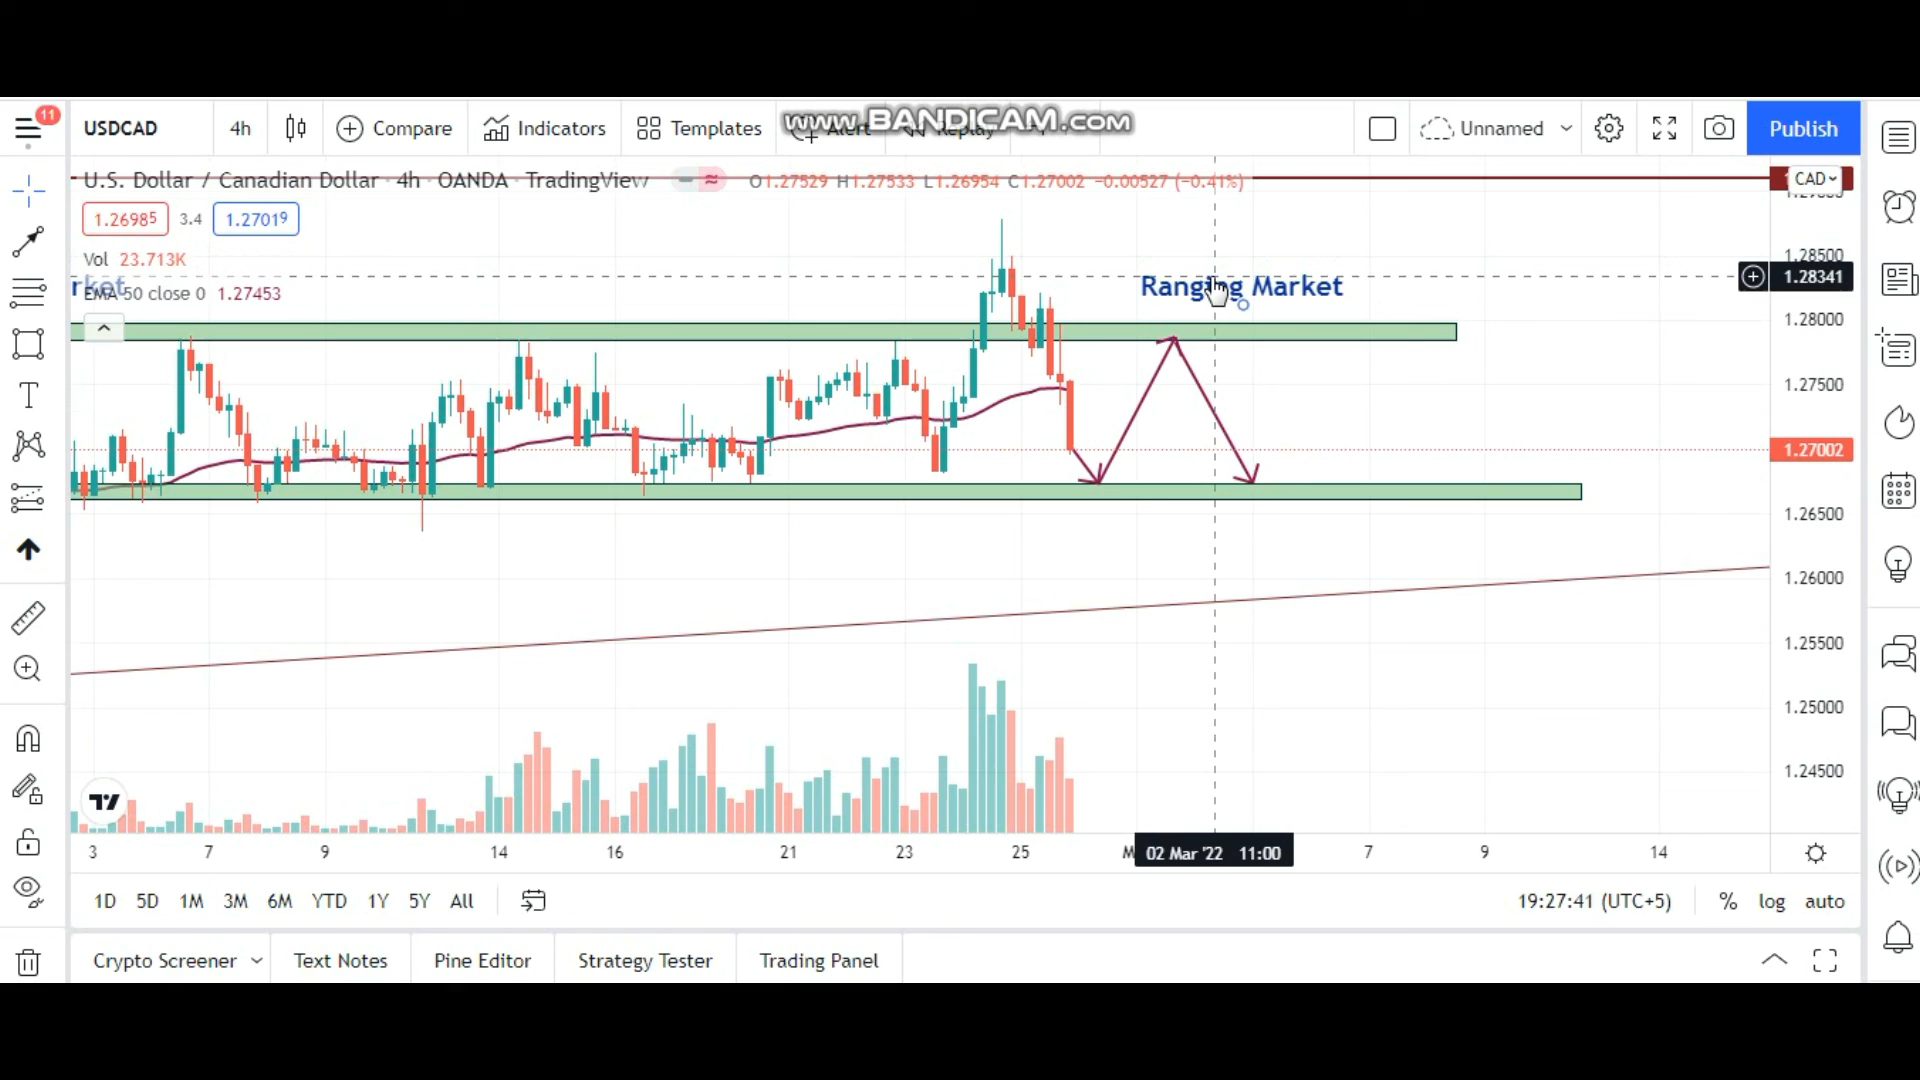 11
USDCAD
4h
Compare
Indicators
Templates
Alert
Replay
www.BANDICAM.com
Unnamed
Publish
U.S. Dollar / Canadian Dollar · 4h · OANDA · TradingView
O1.27529 H1.27533 L1.26954 C1.27002 −0.00527 (−0.41%)
CAD
1.26985 3.4 1.27019
Vol 23.713K
EMA 50 close 0 1.27453
rket
Ranging Market
1.28500
1.28341
1.28000
1.27500
1.27002
1.26500
1.26000
1.25500
1.25000
1.24500
3 7 9 14 16 21 23 25 02 Mar '22 11:00 7 9 14
1D 5D 1M 3M 6M YTD 1Y 5Y All
19:27:41 (UTC+5) % log auto
Crypto Screener Text Notes Pine Editor Strategy Tester Trading Panel